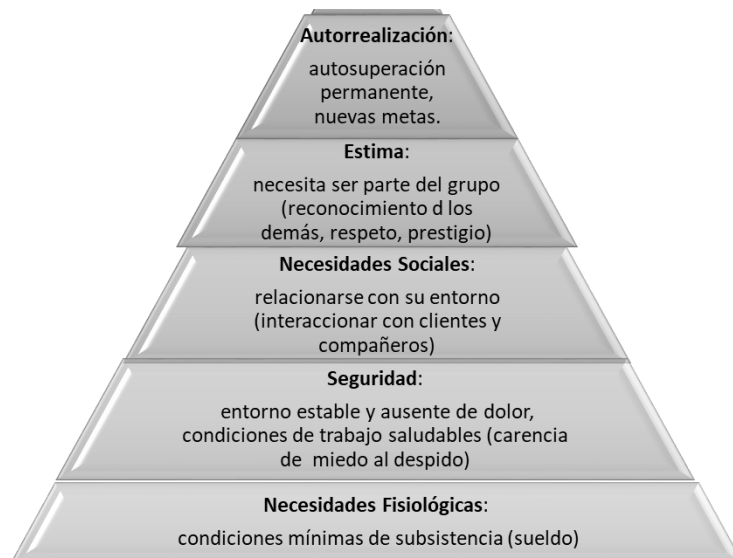 Autorrealización:
autosuperación
permanente,
nuevas metas.
Estima:
necesita ser parte del grupo
(reconocimiento d los
demás, respeto, prestigio)
Necesidades Sociales:
relacionarse con su entorno
(interaccionar con clientes y
compañeros)
Seguridad:
entorno estable y ausente de dolor,
condiciones de trabajo saludables (carencia
de miedo al despido)
Necesidades Fisiológicas:
condiciones mínimas de subsistencia (sueldo)